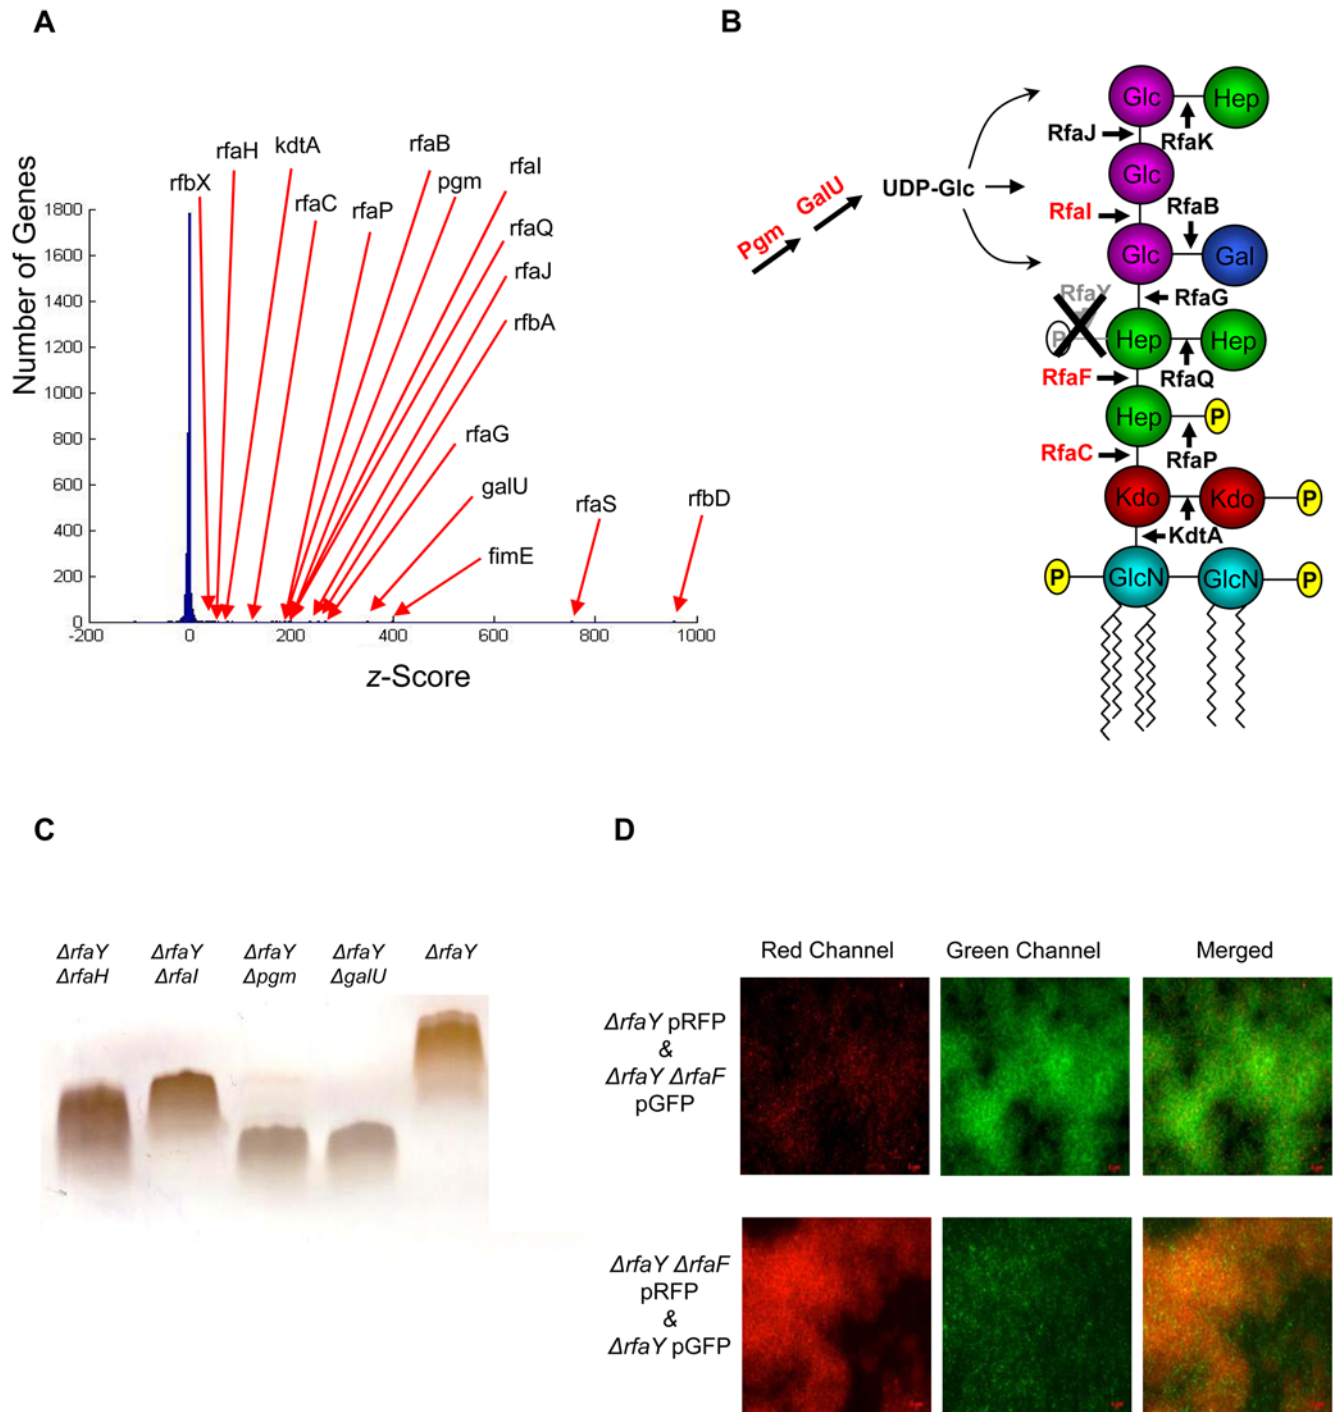 A
B
rfaH
kdtA
rfaB
rfaI
rfbX
pgm
rfaC
rfaP
rfaQ
rfaJ
rfbA
rfaG
galU
fimE
rfaS
rfbD
Number of Genes
1800
1600
1400
1200
1000
800
600
400
200
0
-200
0
200
400
600
800
1000
z-Score
Glc
Hep
RfaJ
RfaK
Glc
Pgm
GalU
UDP-Glc
RfaI
RfaB
Glc
Gal
RfaY
RfaG
P
Hep
Hep
RfaF
RfaQ
Hep
P
RfaC
RfaP
Kdo
Kdo
P
KdtA
P
GlcN
GlcN
P
C
D
ΔrfaY
ΔrfaH
ΔrfaY
ΔrfaI
ΔrfaY
Δpgm
ΔrfaY
ΔgalU
ΔrfaY
Red Channel
Green Channel
Merged
ΔrfaY pRFP
&
ΔrfaY ΔrfaF
pGFP
ΔrfaY ΔrfaF
pRFP
&
ΔrfaY pGFP